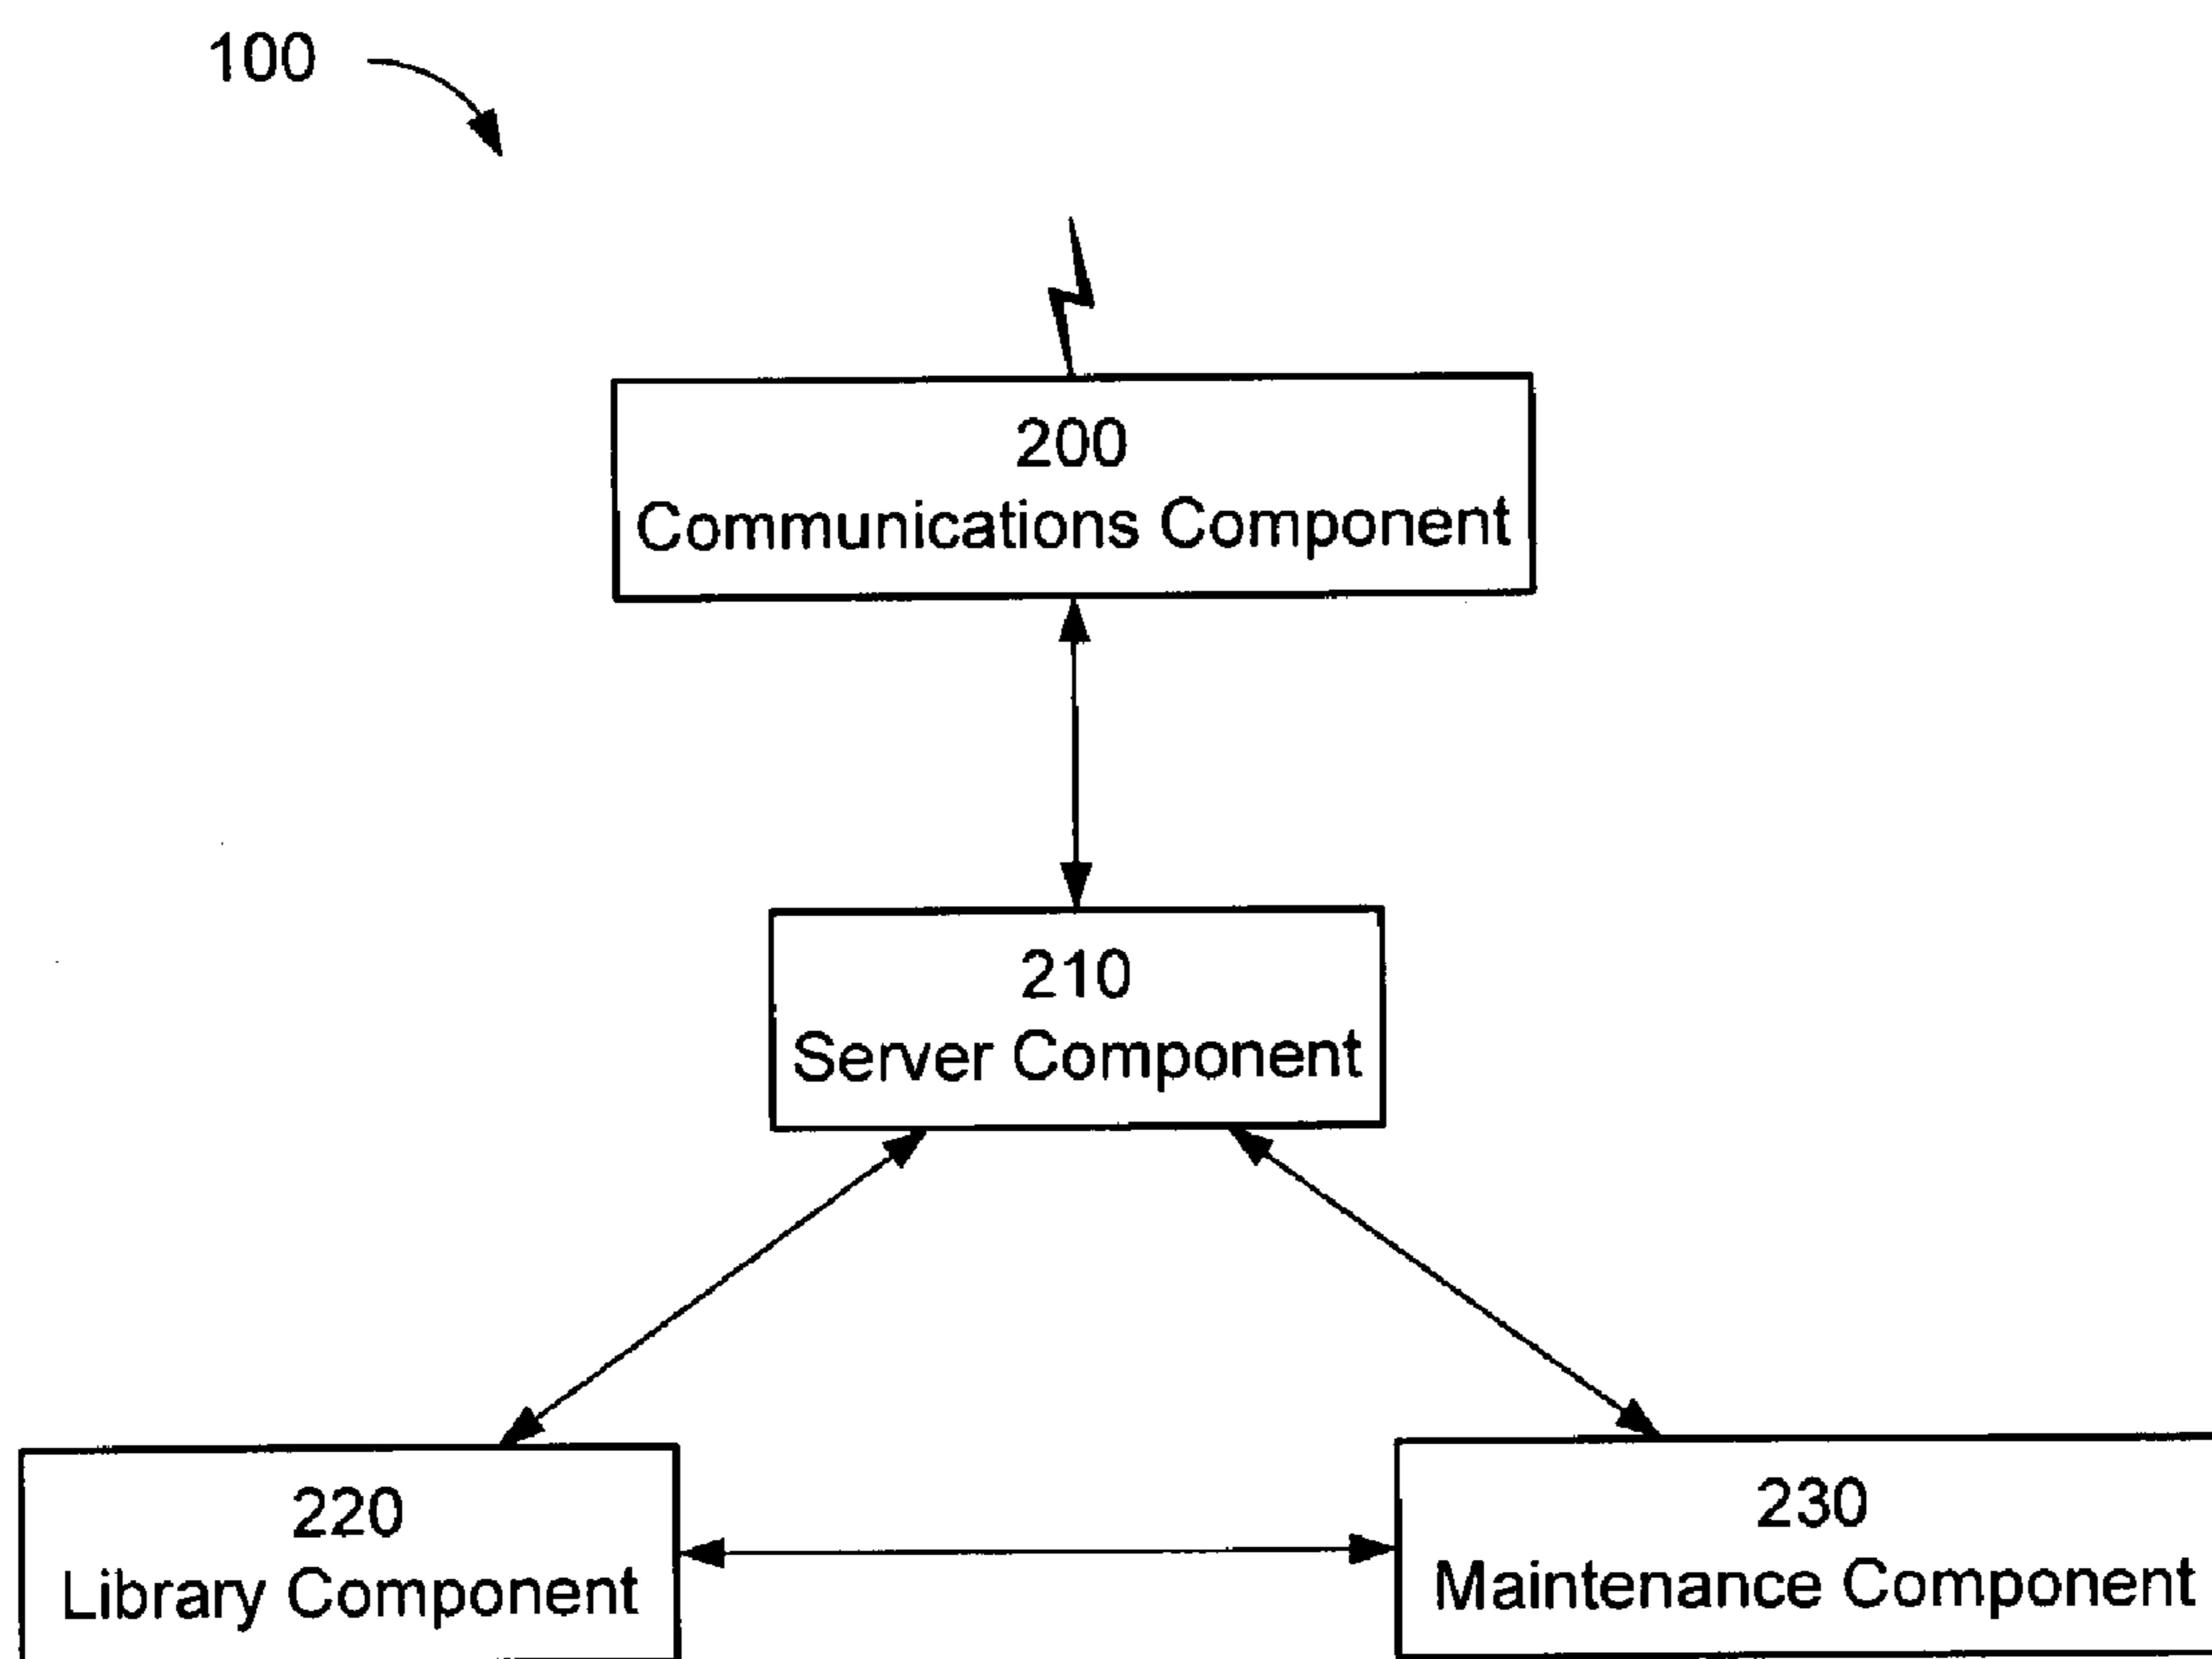 100
200
Communications Component
210
Server Component
220
Library Component
230
Maintenance Component